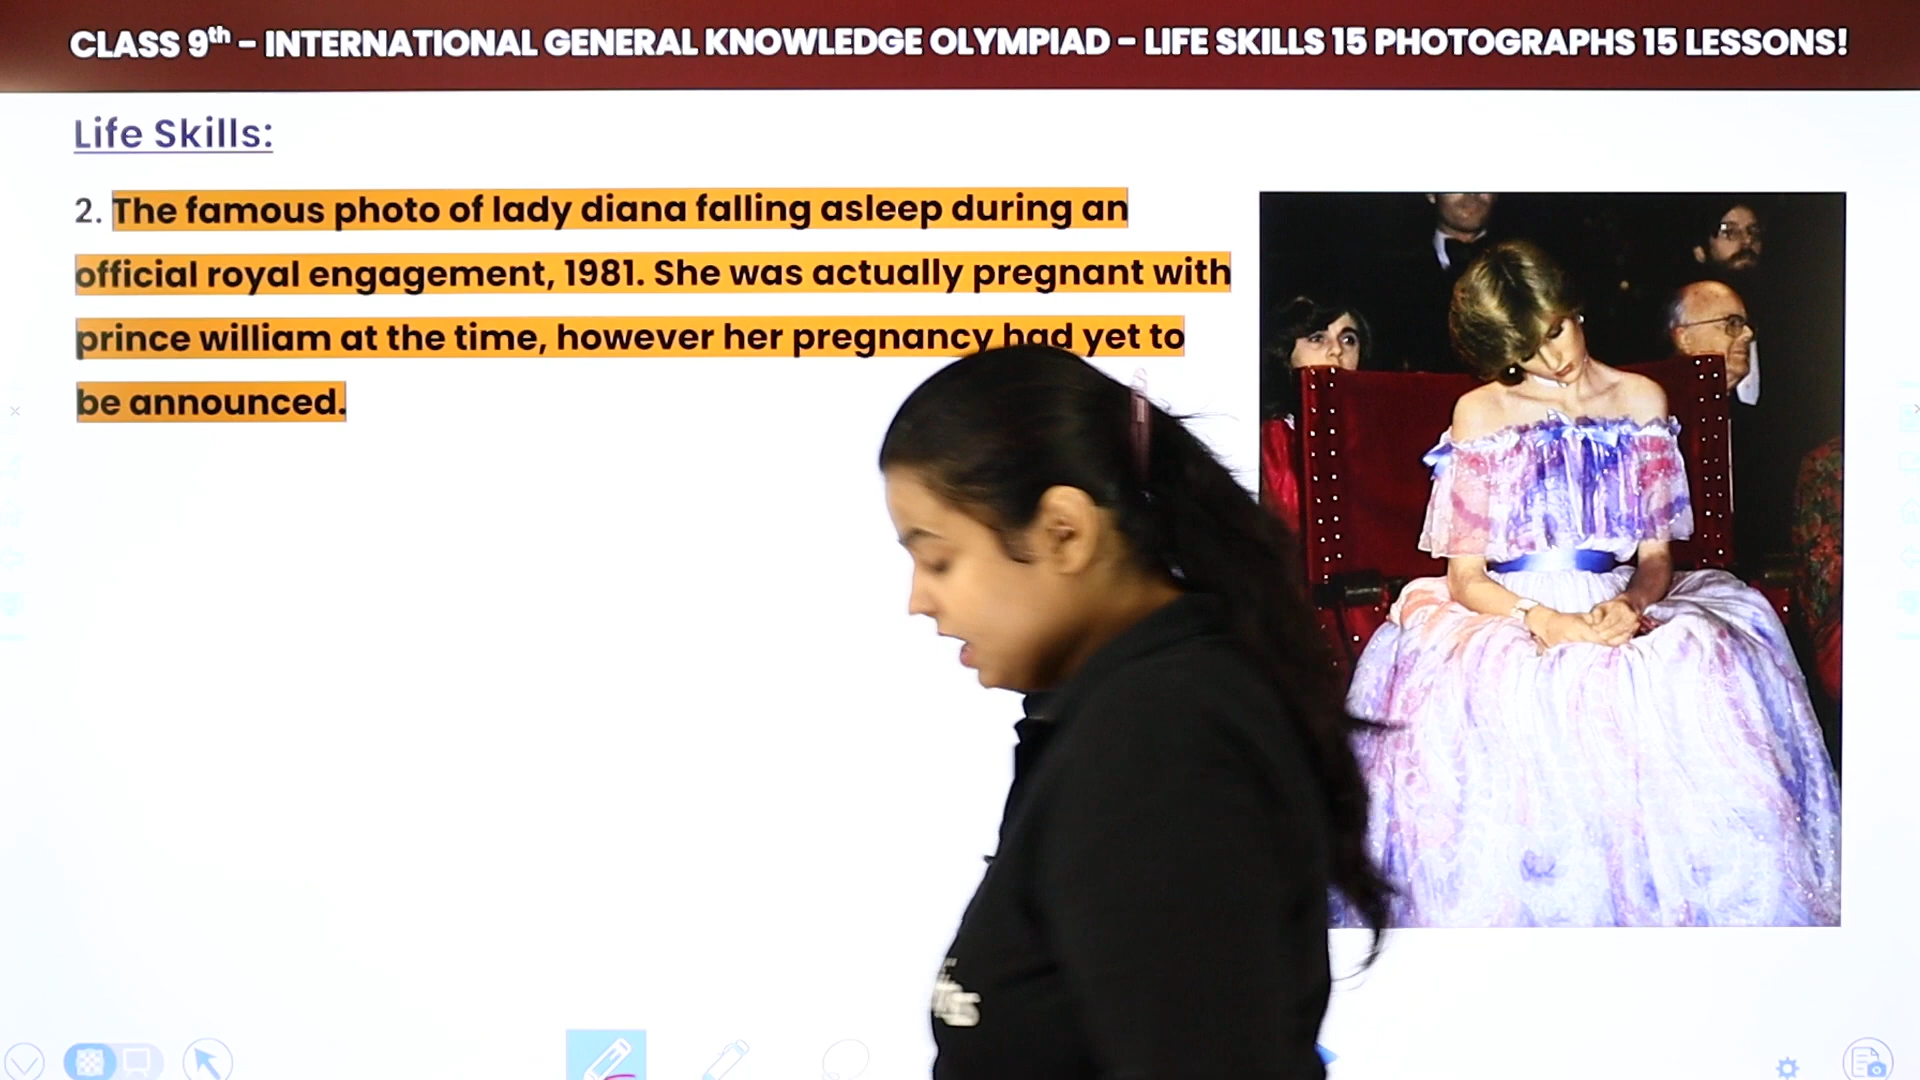 CLASS 9th - INTERNATIONAL GENERAL KNOWLEDGE OLYMPIAD - LIFE SKILLS 15 PHOTOGRAPHS 15 LESSONS!
Life Skills:
2. The famous photo of lady diana falling asleep during an
official royal engagement, 1981. She was actually pregnant with
prince william at the time, however her pregnancy had yet to
be announced.